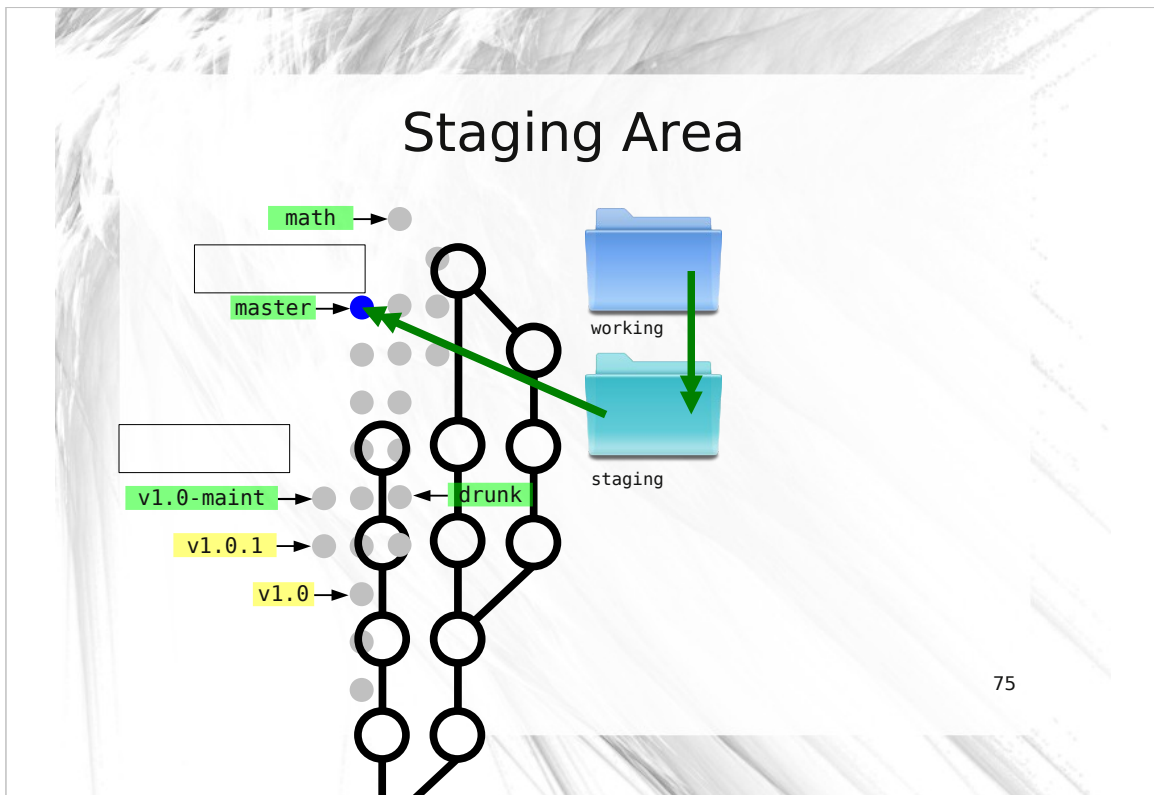 Staging Area
math
master
working
staging
v1.0-maint
drunk
v1.0.1
v1.0
75